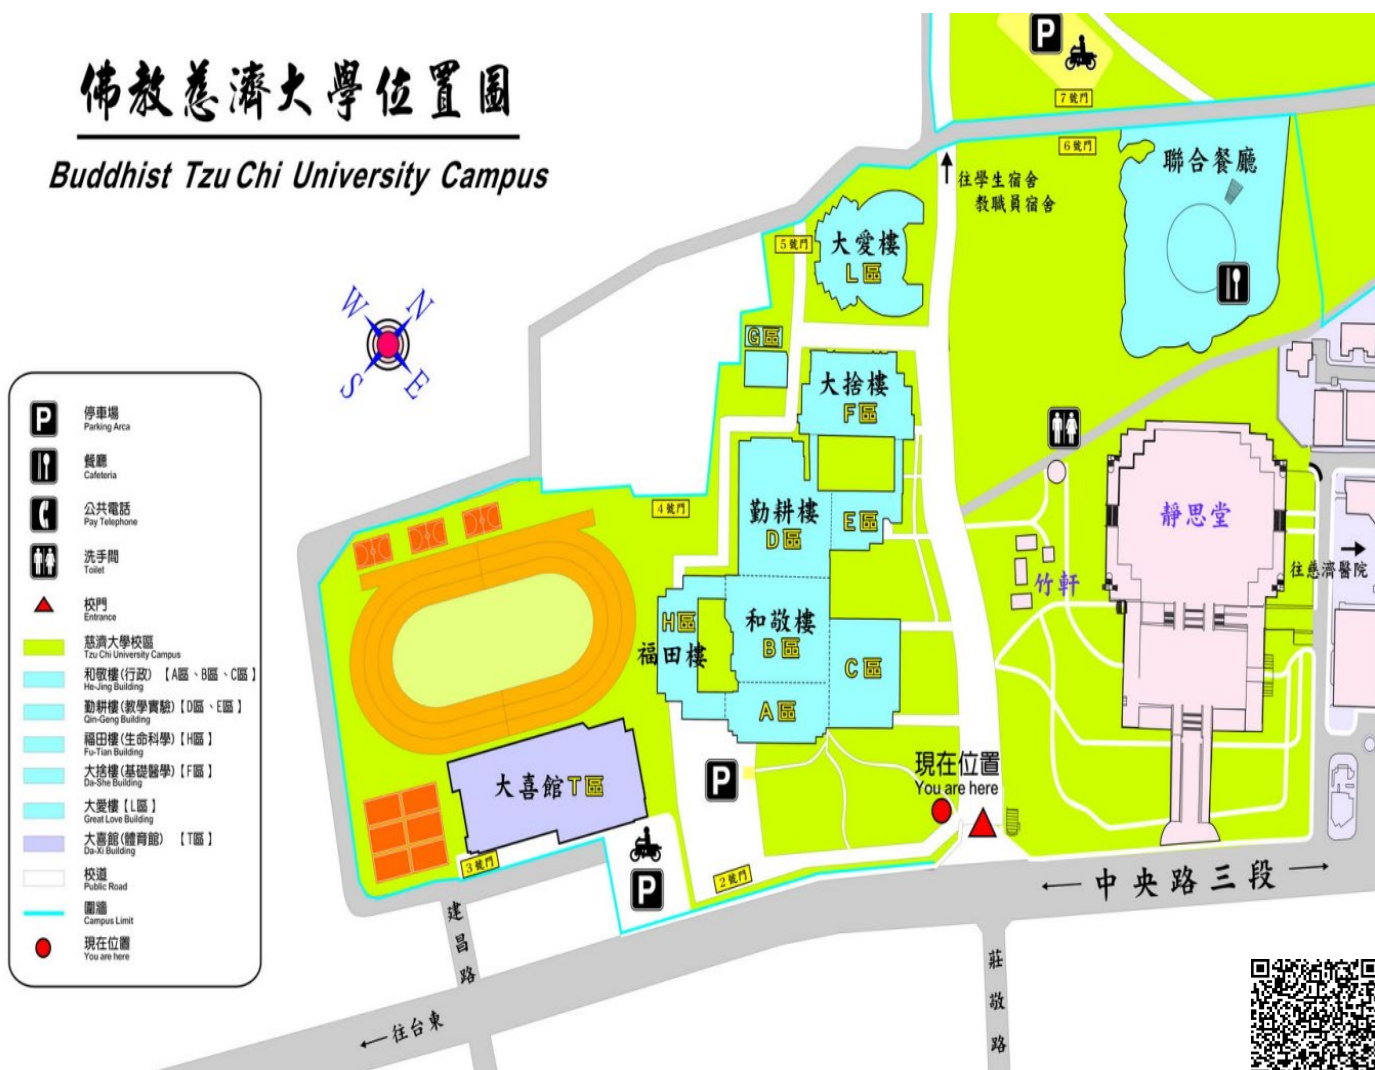 佛教慈濟大學位置圖
Buddhist Tzu Chi University Campus
P
7號門
6號門
聯合餐廳
往學生宿舍
教職員宿舍
5號門
大愛樓
L區
W
N
S
E
G區
大捨樓
F區
4號門
勤耕樓
D區
E區
靜思堂
往慈濟醫院
竹軒
H區
福田樓
和敬樓
B區
C區
A區
大喜館T區
P
現在位置
You are here
3號門
P
2號門
中央路三段
建昌路
莊敬路
往台東
P
停車場
Parking Area
餐廳
Cafeteria
公共電話
Pay Telephone
洗手間
Toilet
校門
Entrance
慈濟大學校區
Tzu Chi University Campus
和敬樓(行政) 【A區、B區、C區】
He-Jing Building
勤耕樓(教學實驗)【D區、E區】
Qin-Geng Building
福田樓(生命科學)【H區】
Fu-Tian Building
大捨樓(基礎醫學)【F區】
Da-She Building
大愛樓【L區】
Great Love Building
大喜館(體育館) 【T區】
Da-Xi Building
校道
Public Road
圍牆
Campus Limit
現在位置
You are here